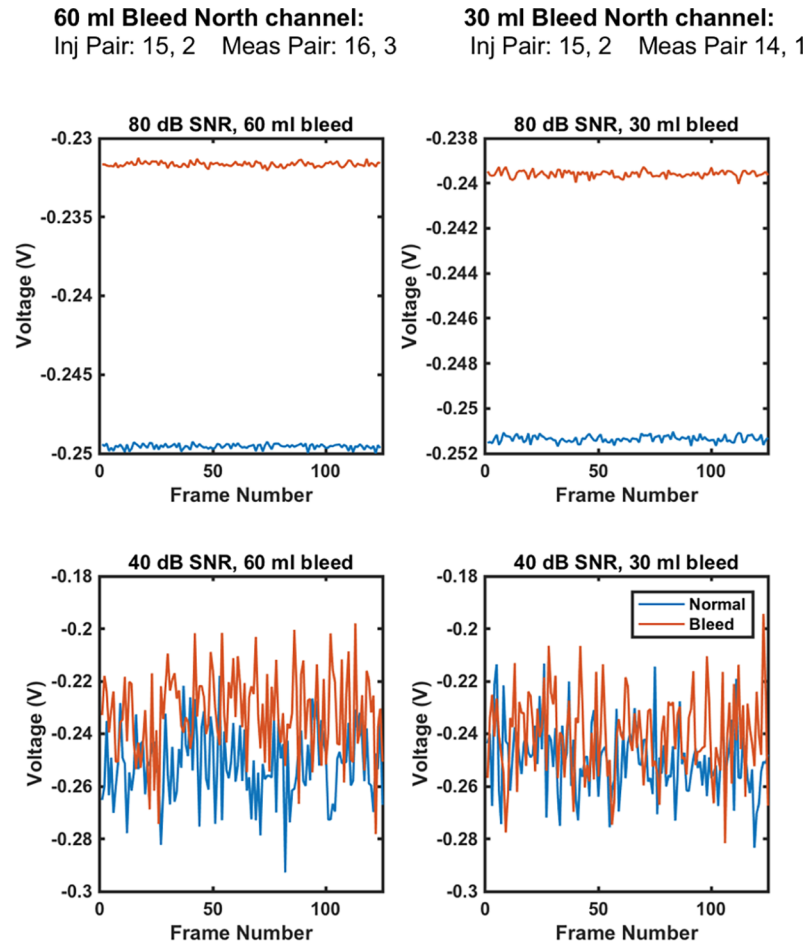 60 ml Bleed North channel:
Inj Pair: 15, 2 Meas Pair: 16, 3
30 ml Bleed North channel:
Inj Pair: 15, 2 Meas Pair 14, 1
80 dB SNR, 60 ml bleed
-0.23
-0.235
-0.24
-0.245
-0.25
Voltage (V)
0 50 100
Frame Number
80 dB SNR, 30 ml bleed
-0.238
-0.24
-0.242
-0.244
-0.246
-0.248
-0.25
-0.252
Voltage (V)
0 50 100
Frame Number
40 dB SNR, 60 ml bleed
-0.18
-0.2
-0.22
-0.24
-0.26
-0.28
-0.3
Voltage (V)
0 50 100
Frame Number
40 dB SNR, 30 ml bleed
-0.18
-0.2
-0.22
-0.24
-0.26
-0.28
-0.3
Voltage (V)
Normal
Bleed
0 50 100
Frame Number